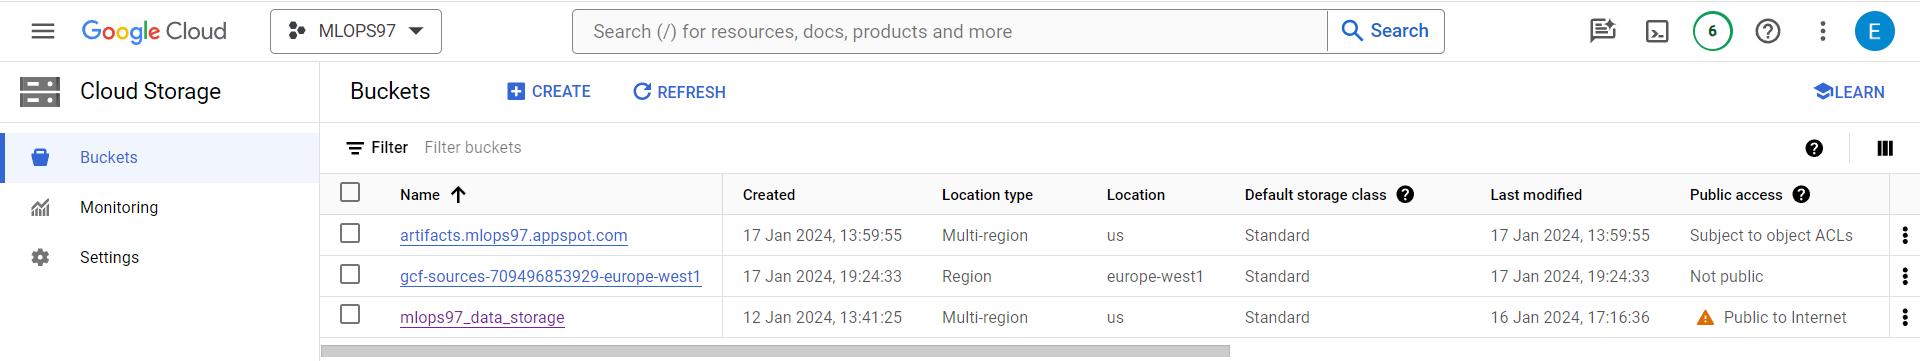 Google Cloud MLOPS97 Search (/) for resources, docs, products and more Search 6 E
Cloud Storage Buckets CREATE REFRESH LEARN
Buckets
Monitoring
Settings
Filter Filter buckets
Name Created Location type Location Default storage class Last modified Public access
artifacts.mlops97.appspot.com 17 Jan 2024, 13:59:55 Multi-region us Standard 17 Jan 2024, 13:59:55 Subject to object ACLs
gcf-sources-709496853929-europe-west1 17 Jan 2024, 19:24:33 Region europe-west1 Standard 17 Jan 2024, 19:24:33 Not public
mlops97_data_storage 12 Jan 2024, 13:41:25 Multi-region us Standard 16 Jan 2024, 17:16:36 Public to Internet